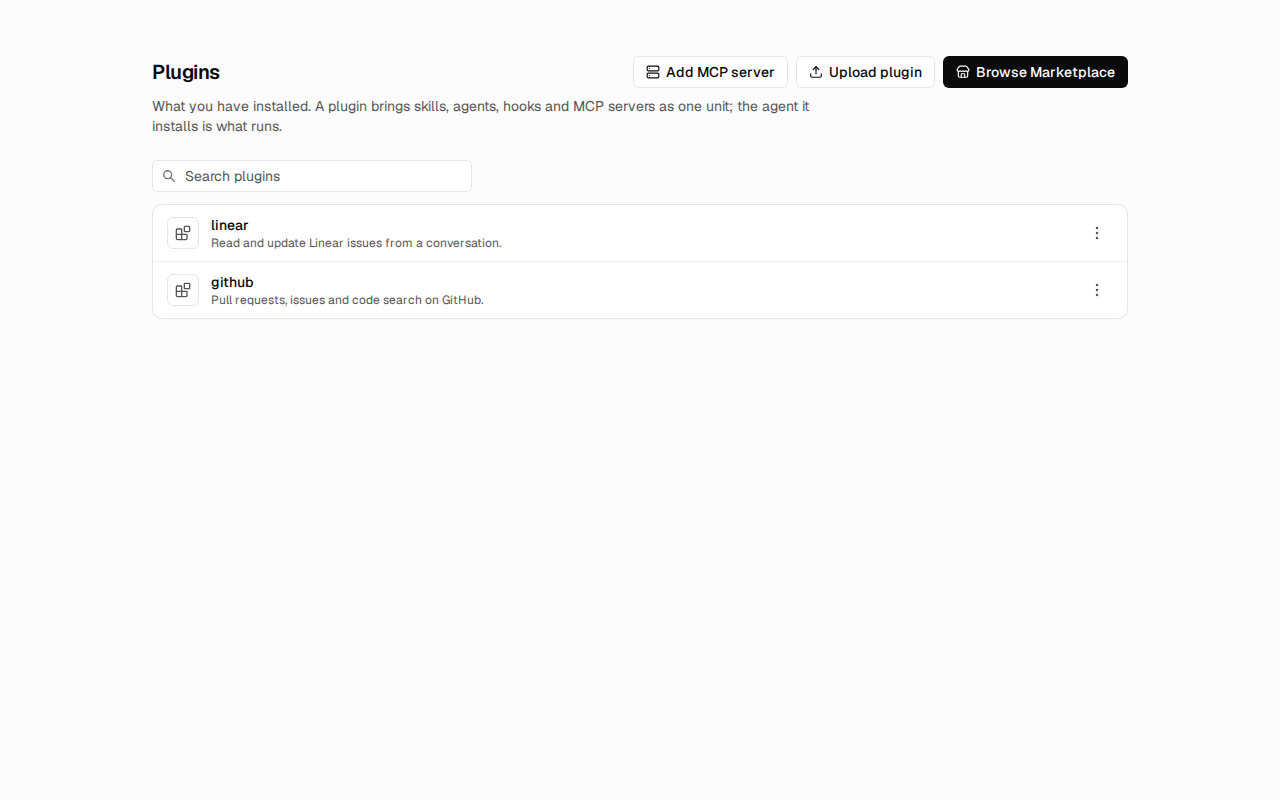 Plugins
Add MCP server
Upload plugin
Browse Marketplace
What you have installed. A plugin brings skills, agents, hooks and MCP servers as one unit; the agent it
installs is what runs.
Search plugins
linear
Read and update Linear issues from a conversation.
github
Pull requests, issues and code search on GitHub.